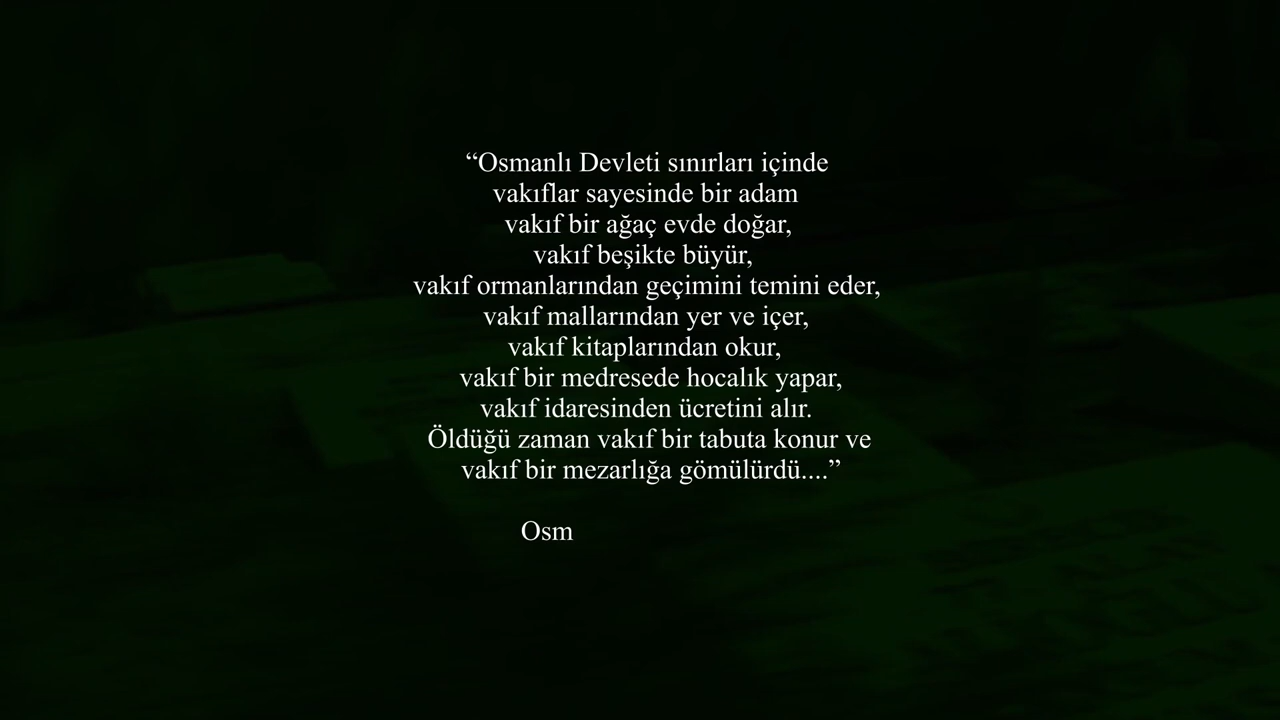 “Osmanlı Devleti sınırları içinde
vakıflar sayesinde bir adam
vakıf bir ağaç evde doğar,
vakıf beşikte büyür,
vakıf ormanlarından geçimini temini eder,
vakıf mallarından yer ve içer,
vakıf kitaplarından okur,
vakıf bir medresede hocalık yapar,
vakıf idaresinden ücretini alır.
Öldüğü zaman vakıf bir tabuta konur ve
vakıf bir mezarlığa gömülürdü....”
Osm